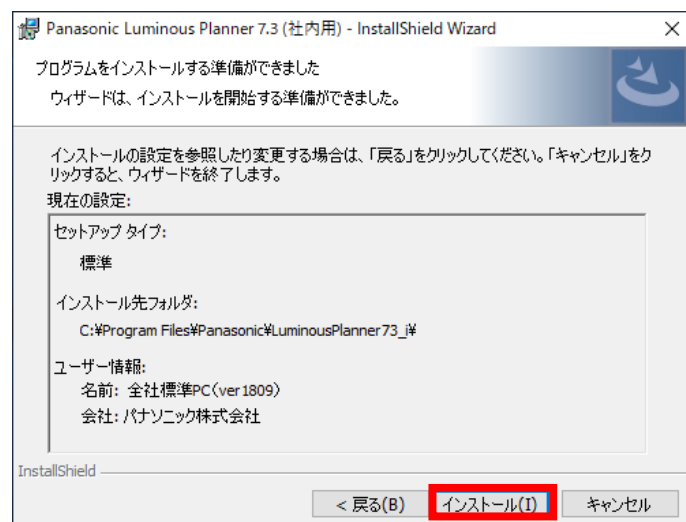 Panasonic Luminous Planner 7.3 (社内用) - InstallShield Wizard
プログラムをインストールする準備ができました
ウィザードは、インストールを開始する準備ができました。
インストールの設定を参照したり変更する場合は、「戻る」をクリックしてください。「キャンセル」をク
リックすると、ウィザードを終了します。
現在の設定:
セットアップ タイプ:
標準
インストール先フォルダ:
C:¥Program Files¥Panasonic¥LuminousPlanner73_i¥
ユーザー情報:
名前: 全社標準PC(ver1809)
会社: パナソニック株式会社
InstallShield
< 戻る(B) インストール(I) キャンセル